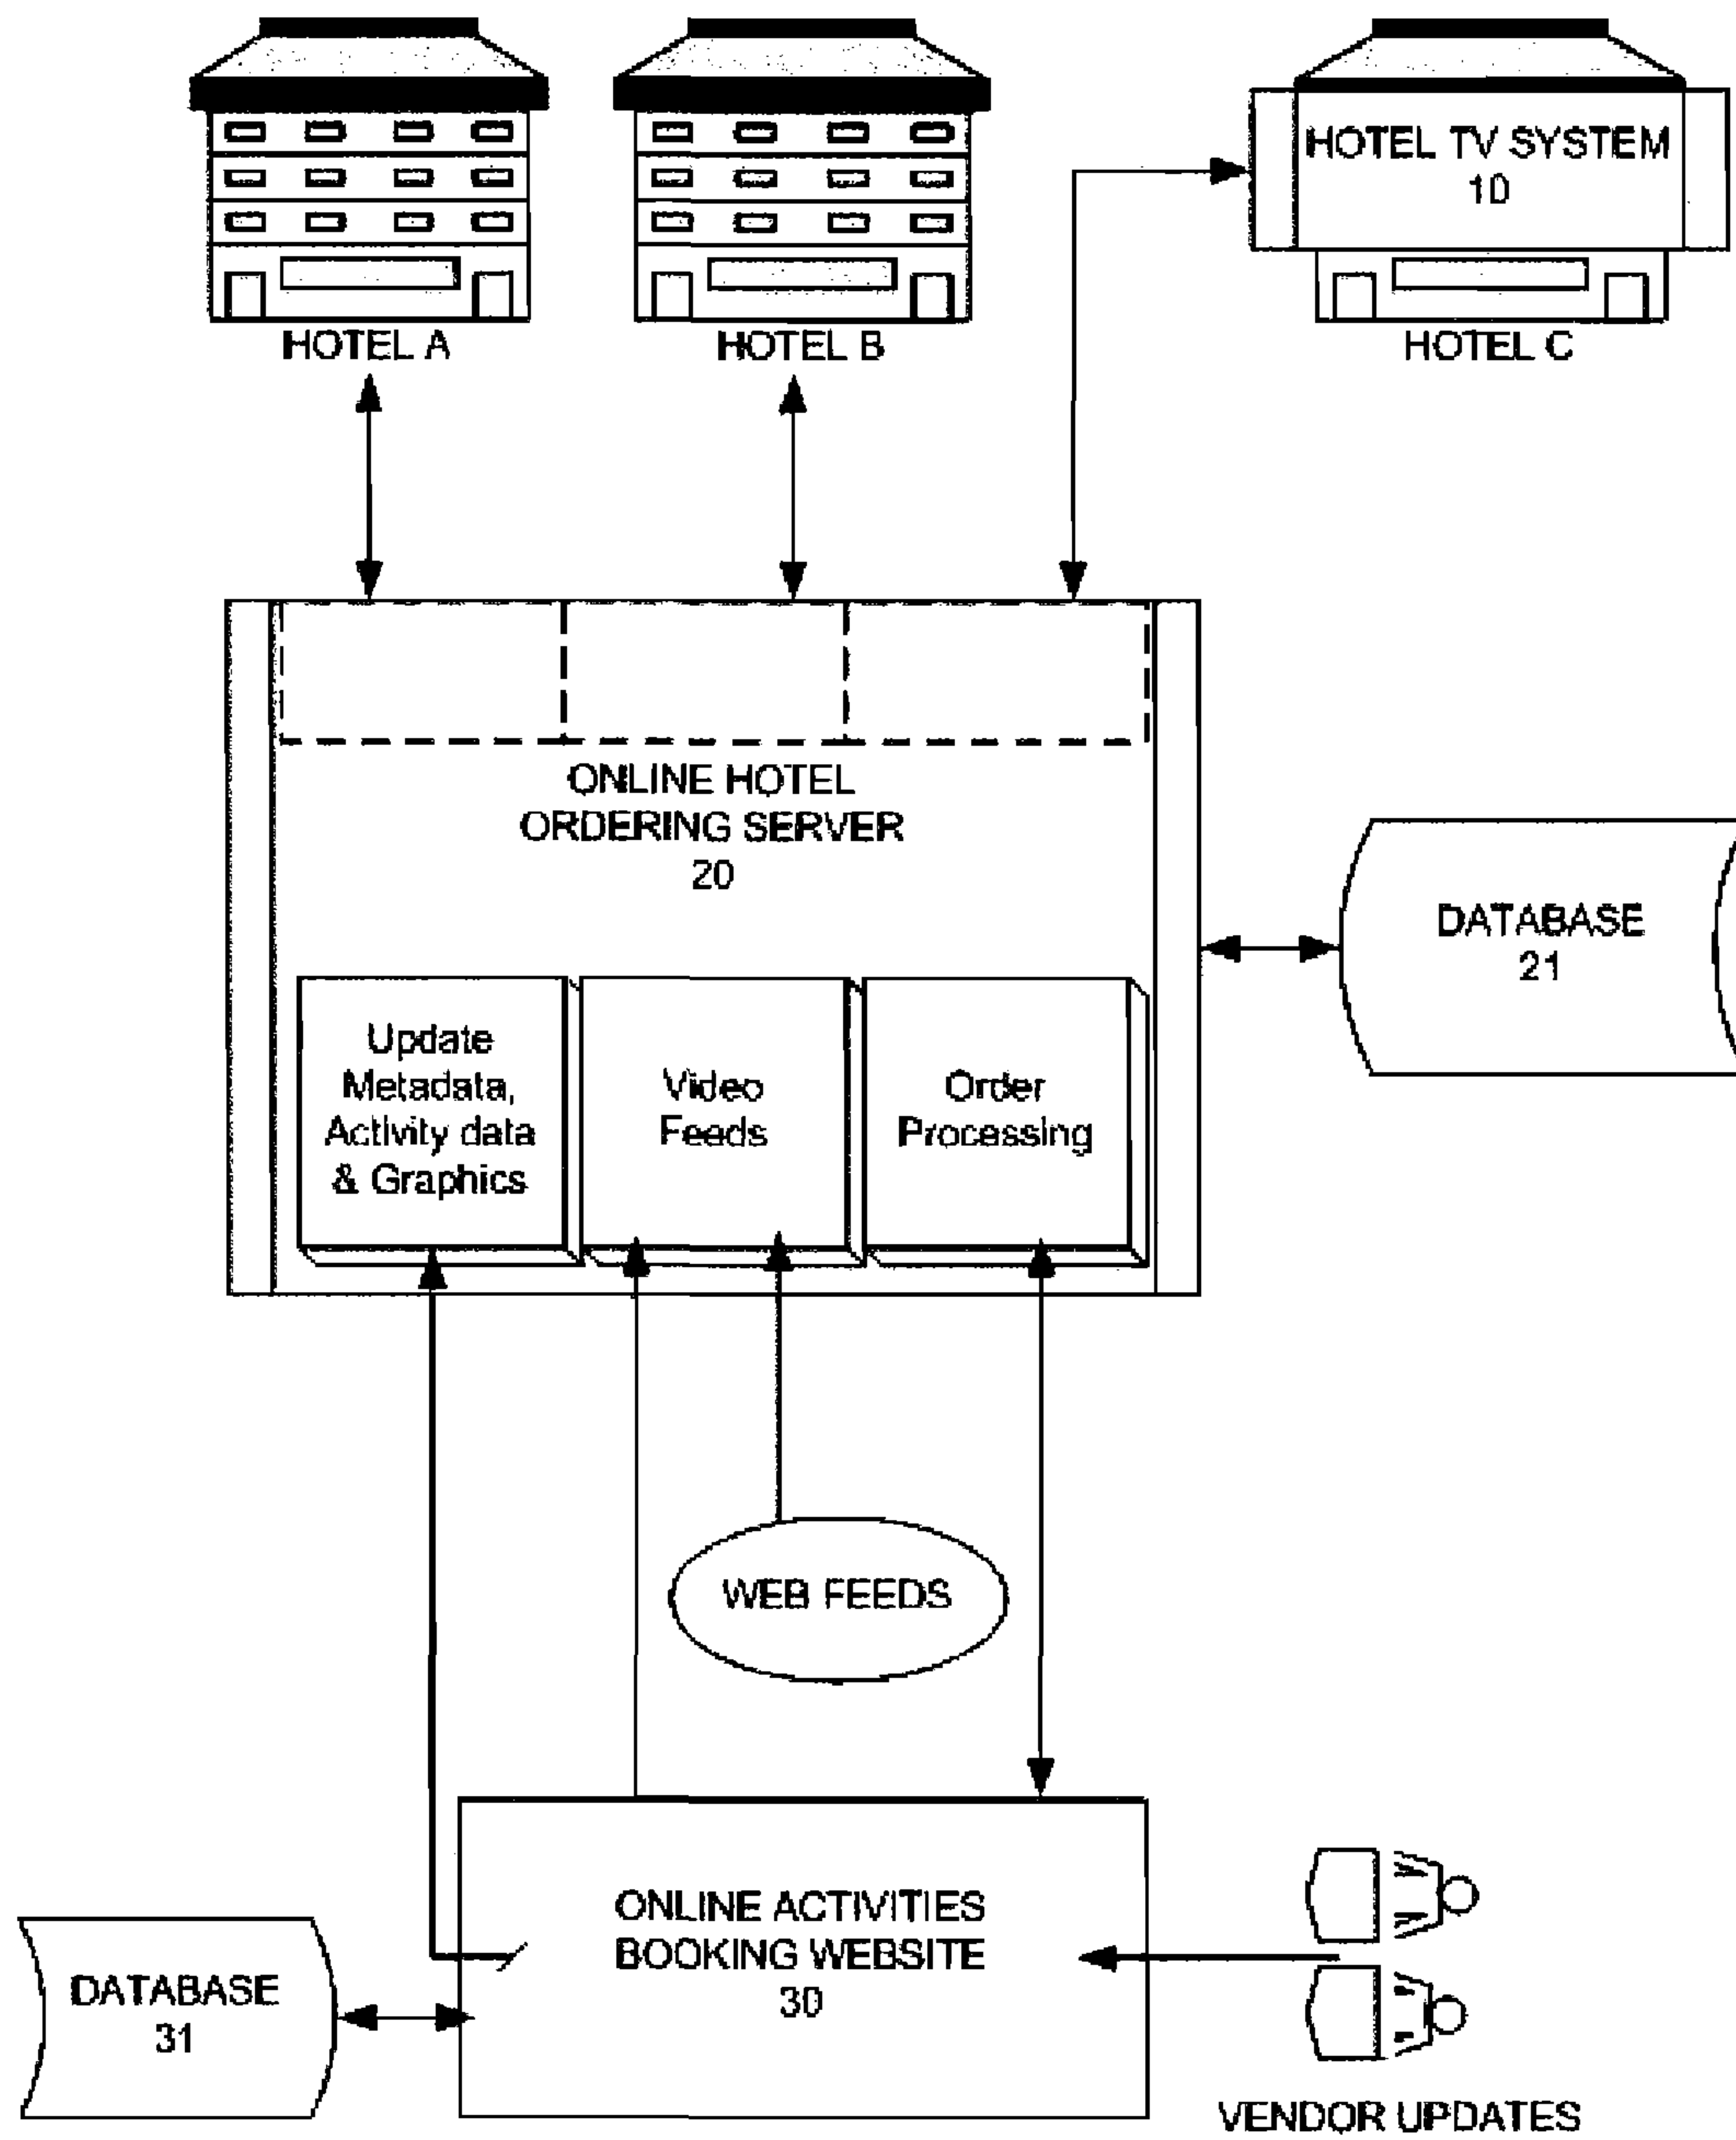 HOTEL TV SYSTEM
10
HOTEL A
HOTEL B
HOTEL C
ONLINE HOTEL
ORDERING SERVER
20
DATABASE
21
Update
Metadata,
Activity data
& Graphics
Video
Feeds
Order
Processing
WEB FEEDS
ONLINE ACTIVITIES
BOOKING WEBSITE
30
DATABASE
31
VENDOR UPDATES